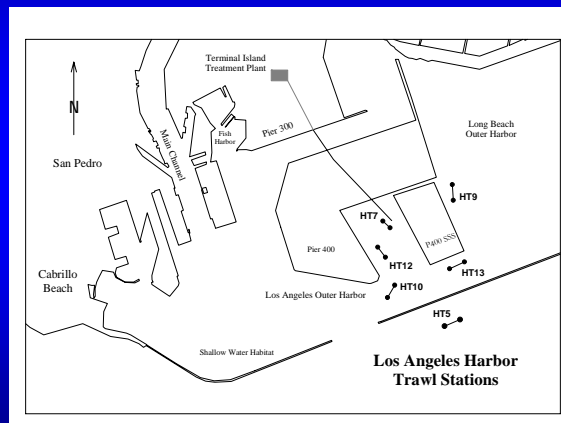 Terminal Island
Treatment Plant
N
Fish
Harbor
Pier 300
Long Beach
Outer Harbor
San Pedro
Main Channel
HT9
HT7
P400 SSS
Pier 400
HT12
HT13
Cabrillo
Beach
HT10
Los Angeles Outer Harbor
HT5
Shallow Water Habitat
Los Angeles Harbor
Trawl Stations